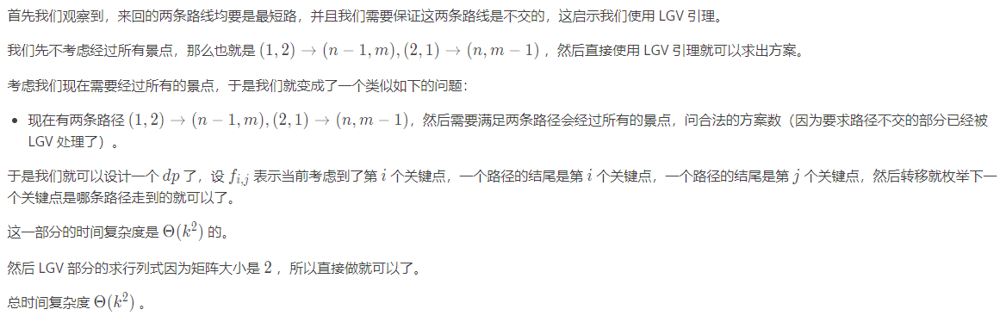 首先我们观察到，来回的两条路线均要是最短路，并且我们需要保证这两条路线是不交的，这启示我们使用 LGV 引理。
我们先不考虑经过所有景点，那么也就是 (1, 2) → (n − 1, m), (2, 1) → (n, m − 1) ，然后直接使用 LGV 引理就可以求出方案。
考虑我们现在需要经过所有的景点，于是我们就变成了一个类似如下的问题：
• 现在有两条路径 (1, 2) → (n − 1, m), (2, 1) → (n, m − 1)，然后需要满足两条路径会经过所有的景点，问合法的方案数（因为要求路径不交的部分已经被
LGV 处理了）。
于是我们就可以设计一个 dp 了，设 f_{i,j} 表示当前考虑到了第 i 个关键点，一个路径的结尾是第 i 个关键点，一个路径的结尾是第 j 个关键点，然后转移就枚举下一
个关键点是哪条路径走到的就可以了。
这一部分的时间复杂度是 Θ(k²) 的。
然后 LGV 部分的求行列式因为矩阵大小是 2 ，所以直接做就可以了。
总时间复杂度 Θ(k²) 。